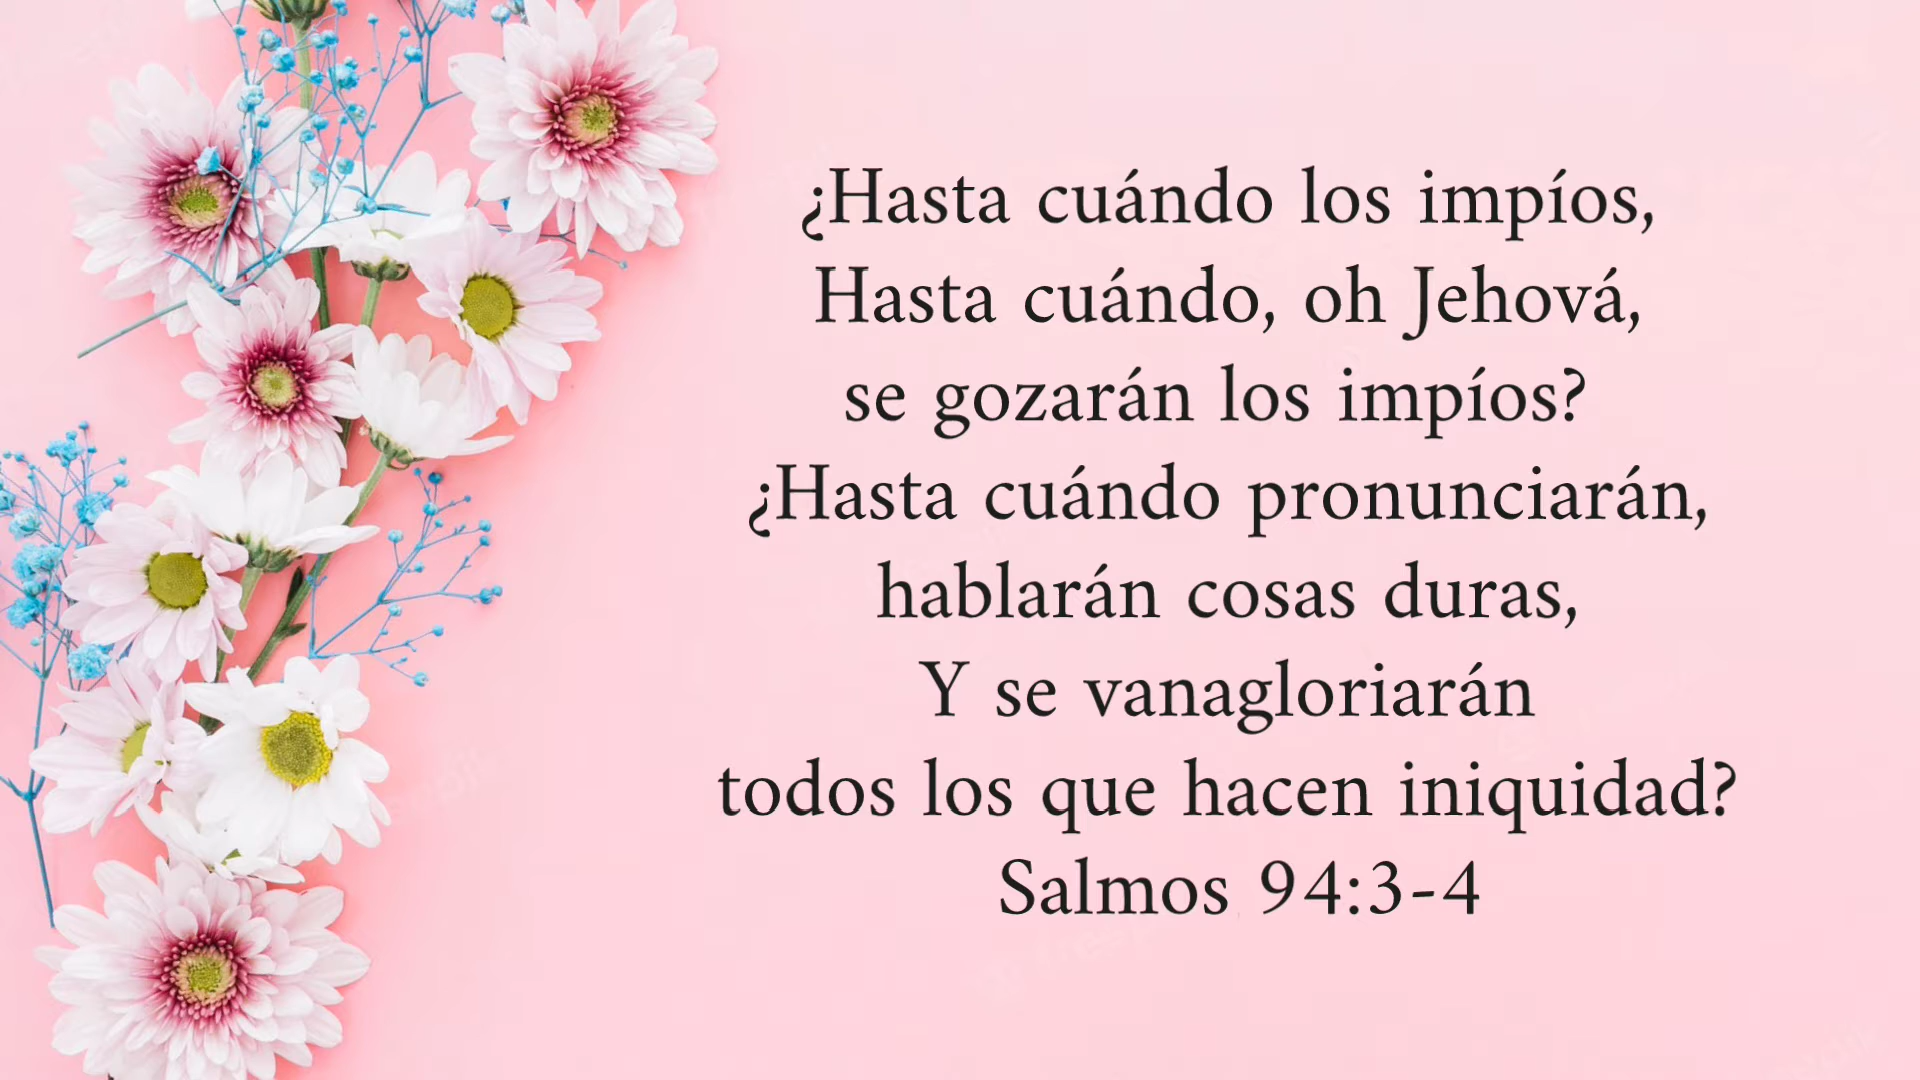 ¿Hasta cuándo los impíos,
Hasta cuándo, oh Jehová,
se gozarán los impíos?
¿Hasta cuándo pronunciarán,
hablarán cosas duras,
Y se vanagloriarán
todos los que hacen iniquidad?
Salmos 94:3-4